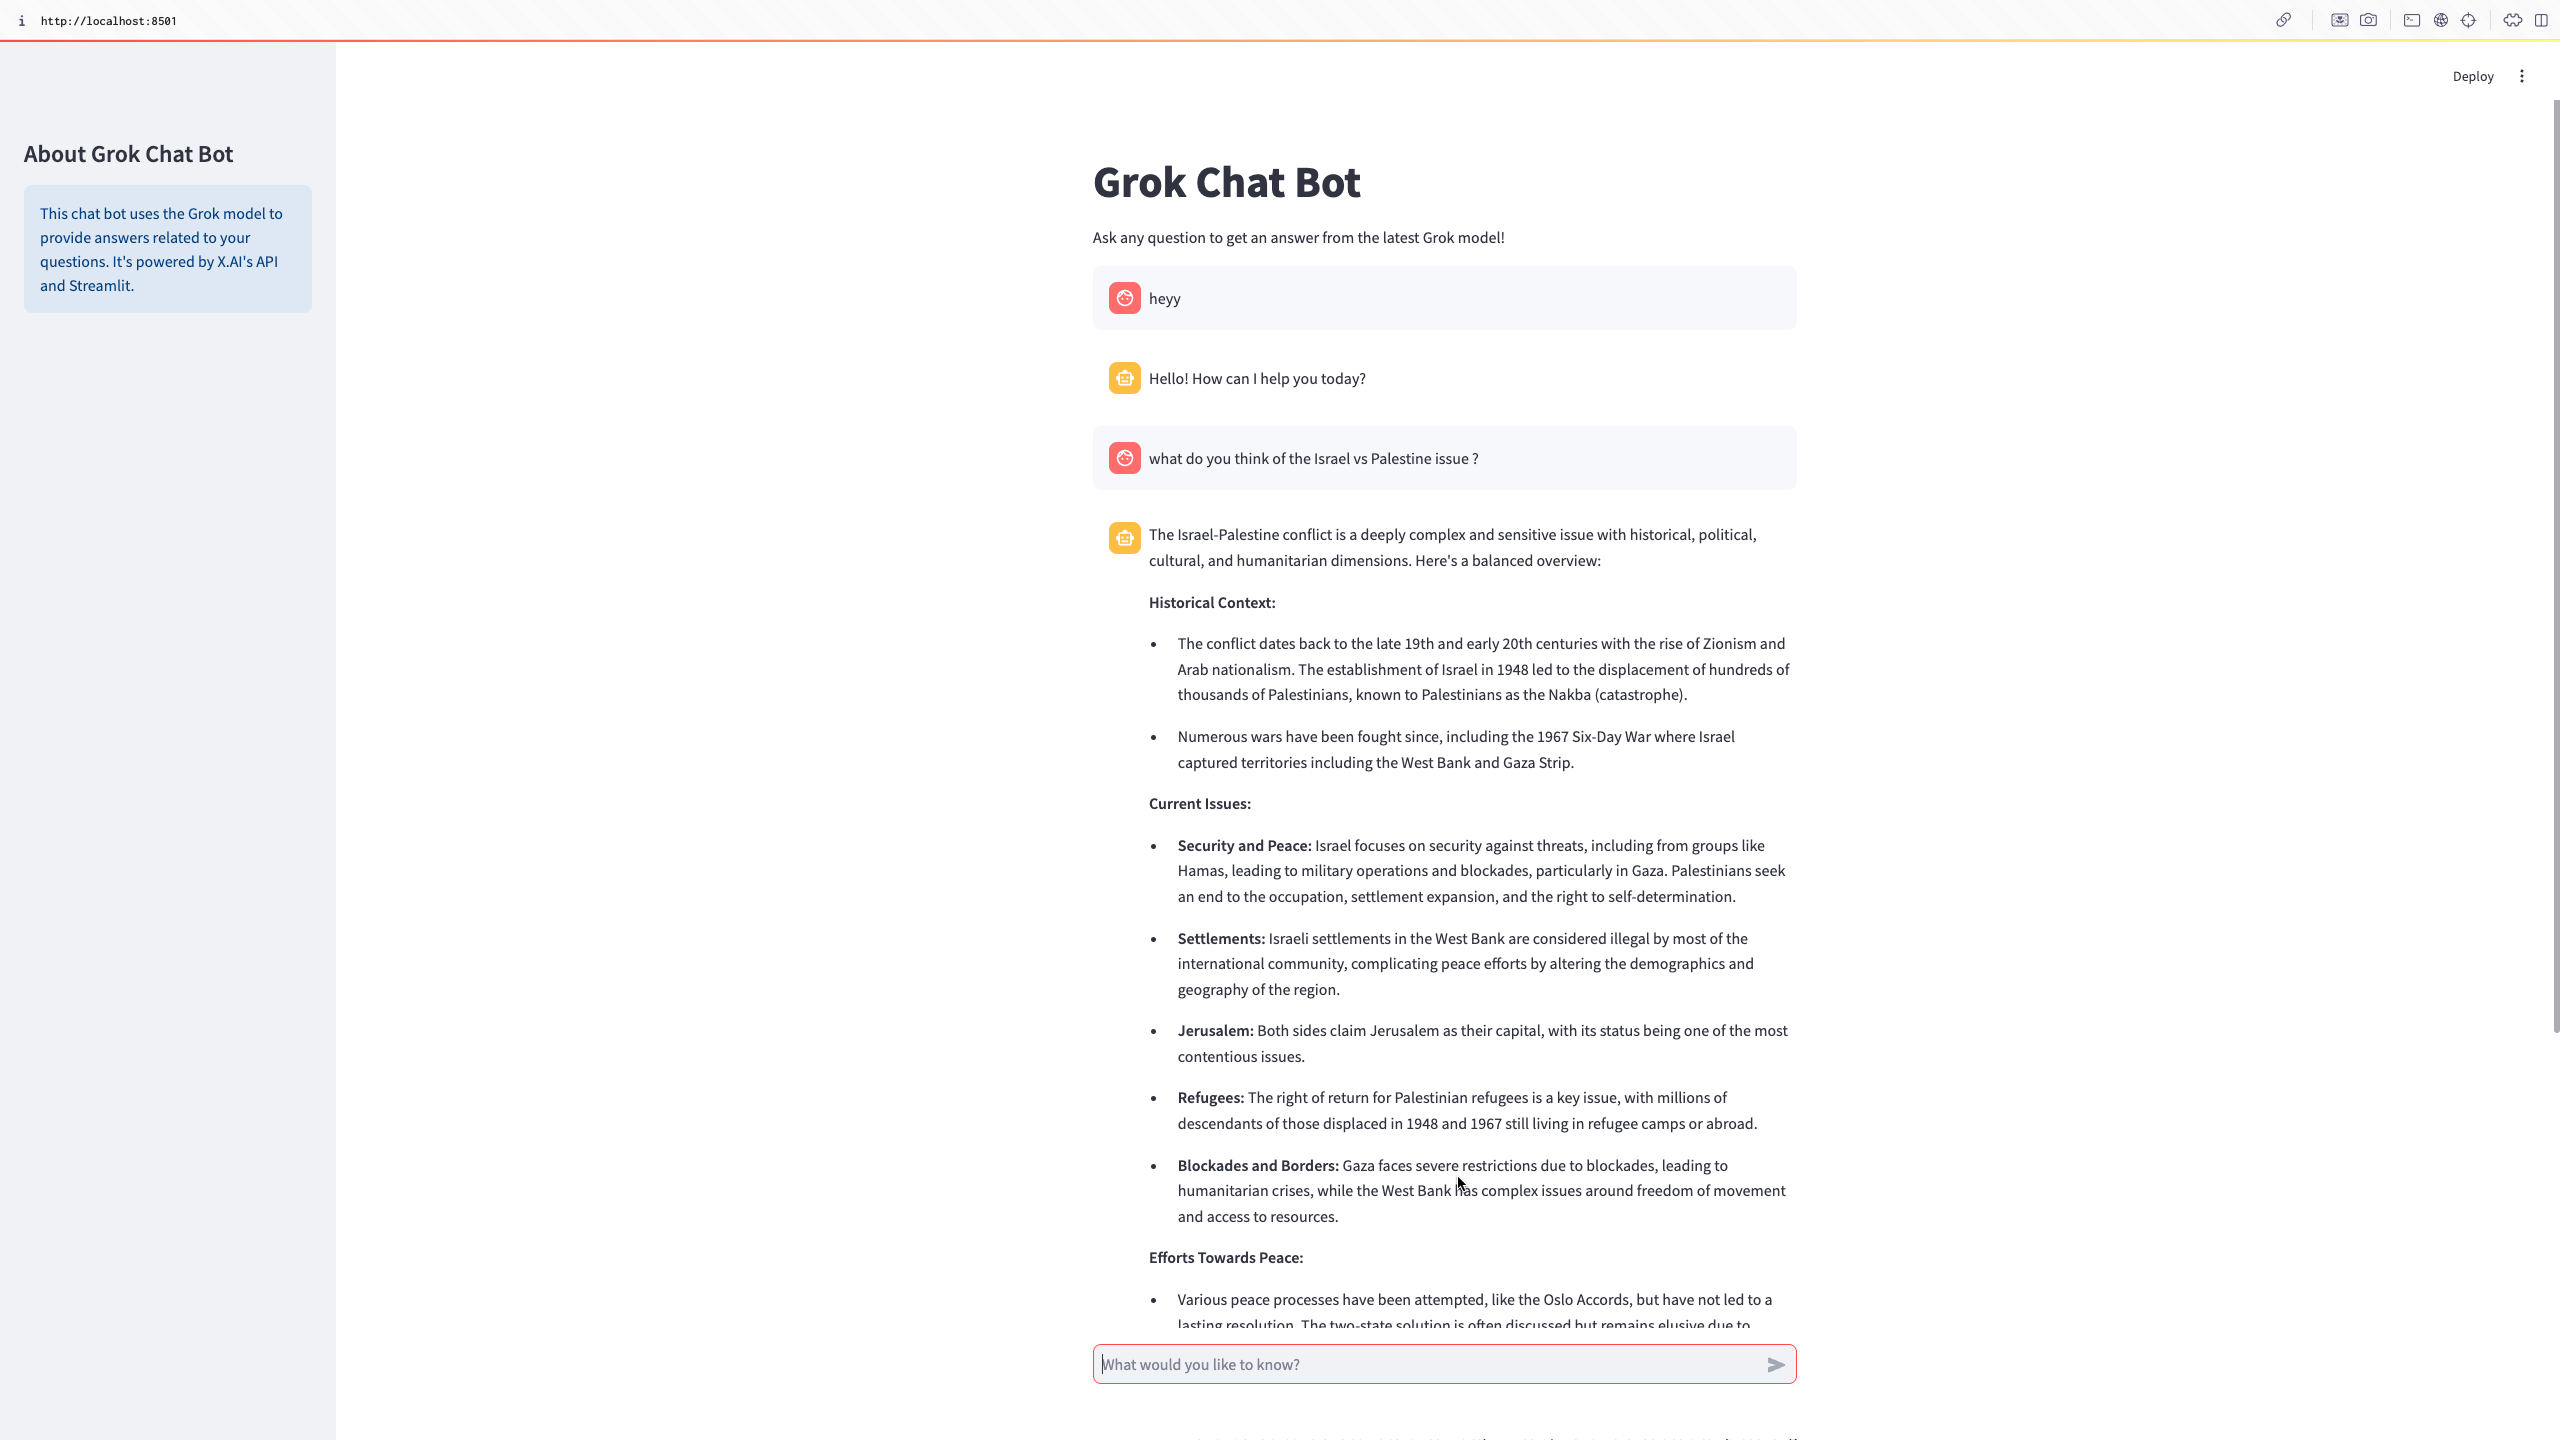 i http://localhost:8501
Deploy
About Grok Chat Bot
This chat bot uses the Grok model to
provide answers related to your
questions. It's powered by X.AI's API
and Streamlit.
Grok Chat Bot
Ask any question to get an answer from the latest Grok model!
heyy
Hello! How can I help you today?
what do you think of the Israel vs Palestine issue ?
The Israel-Palestine conflict is a deeply complex and sensitive issue with historical, political,
cultural, and humanitarian dimensions. Here's a balanced overview:
Historical Context:
• The conflict dates back to the late 19th and early 20th centuries with the rise of Zionism and
Arab nationalism. The establishment of Israel in 1948 led to the displacement of hundreds of
thousands of Palestinians, known to Palestinians as the Nakba (catastrophe).
• Numerous wars have been fought since, including the 1967 Six-Day War where Israel
captured territories including the West Bank and Gaza Strip.
Current Issues:
• Security and Peace: Israel focuses on security against threats, including from groups like
Hamas, leading to military operations and blockades, particularly in Gaza. Palestinians seek
an end to the occupation, settlement expansion, and the right to self-determination.
• Settlements: Israeli settlements in the West Bank are considered illegal by most of the
international community, complicating peace efforts by altering the demographics and
geography of the region.
• Jerusalem: Both sides claim Jerusalem as their capital, with its status being one of the most
contentious issues.
• Refugees: The right of return for Palestinian refugees is a key issue, with millions of
descendants of those displaced in 1948 and 1967 still living in refugee camps or abroad.
• Blockades and Borders: Gaza faces severe restrictions due to blockades, leading to
humanitarian crises, while the West Bank has complex issues around freedom of movement
and access to resources.
Efforts Towards Peace:
• Various peace processes have been attempted, like the Oslo Accords, but have not led to a
lasting resolution. The two-state solution is often discussed but remains elusive due to
What would you like to know?